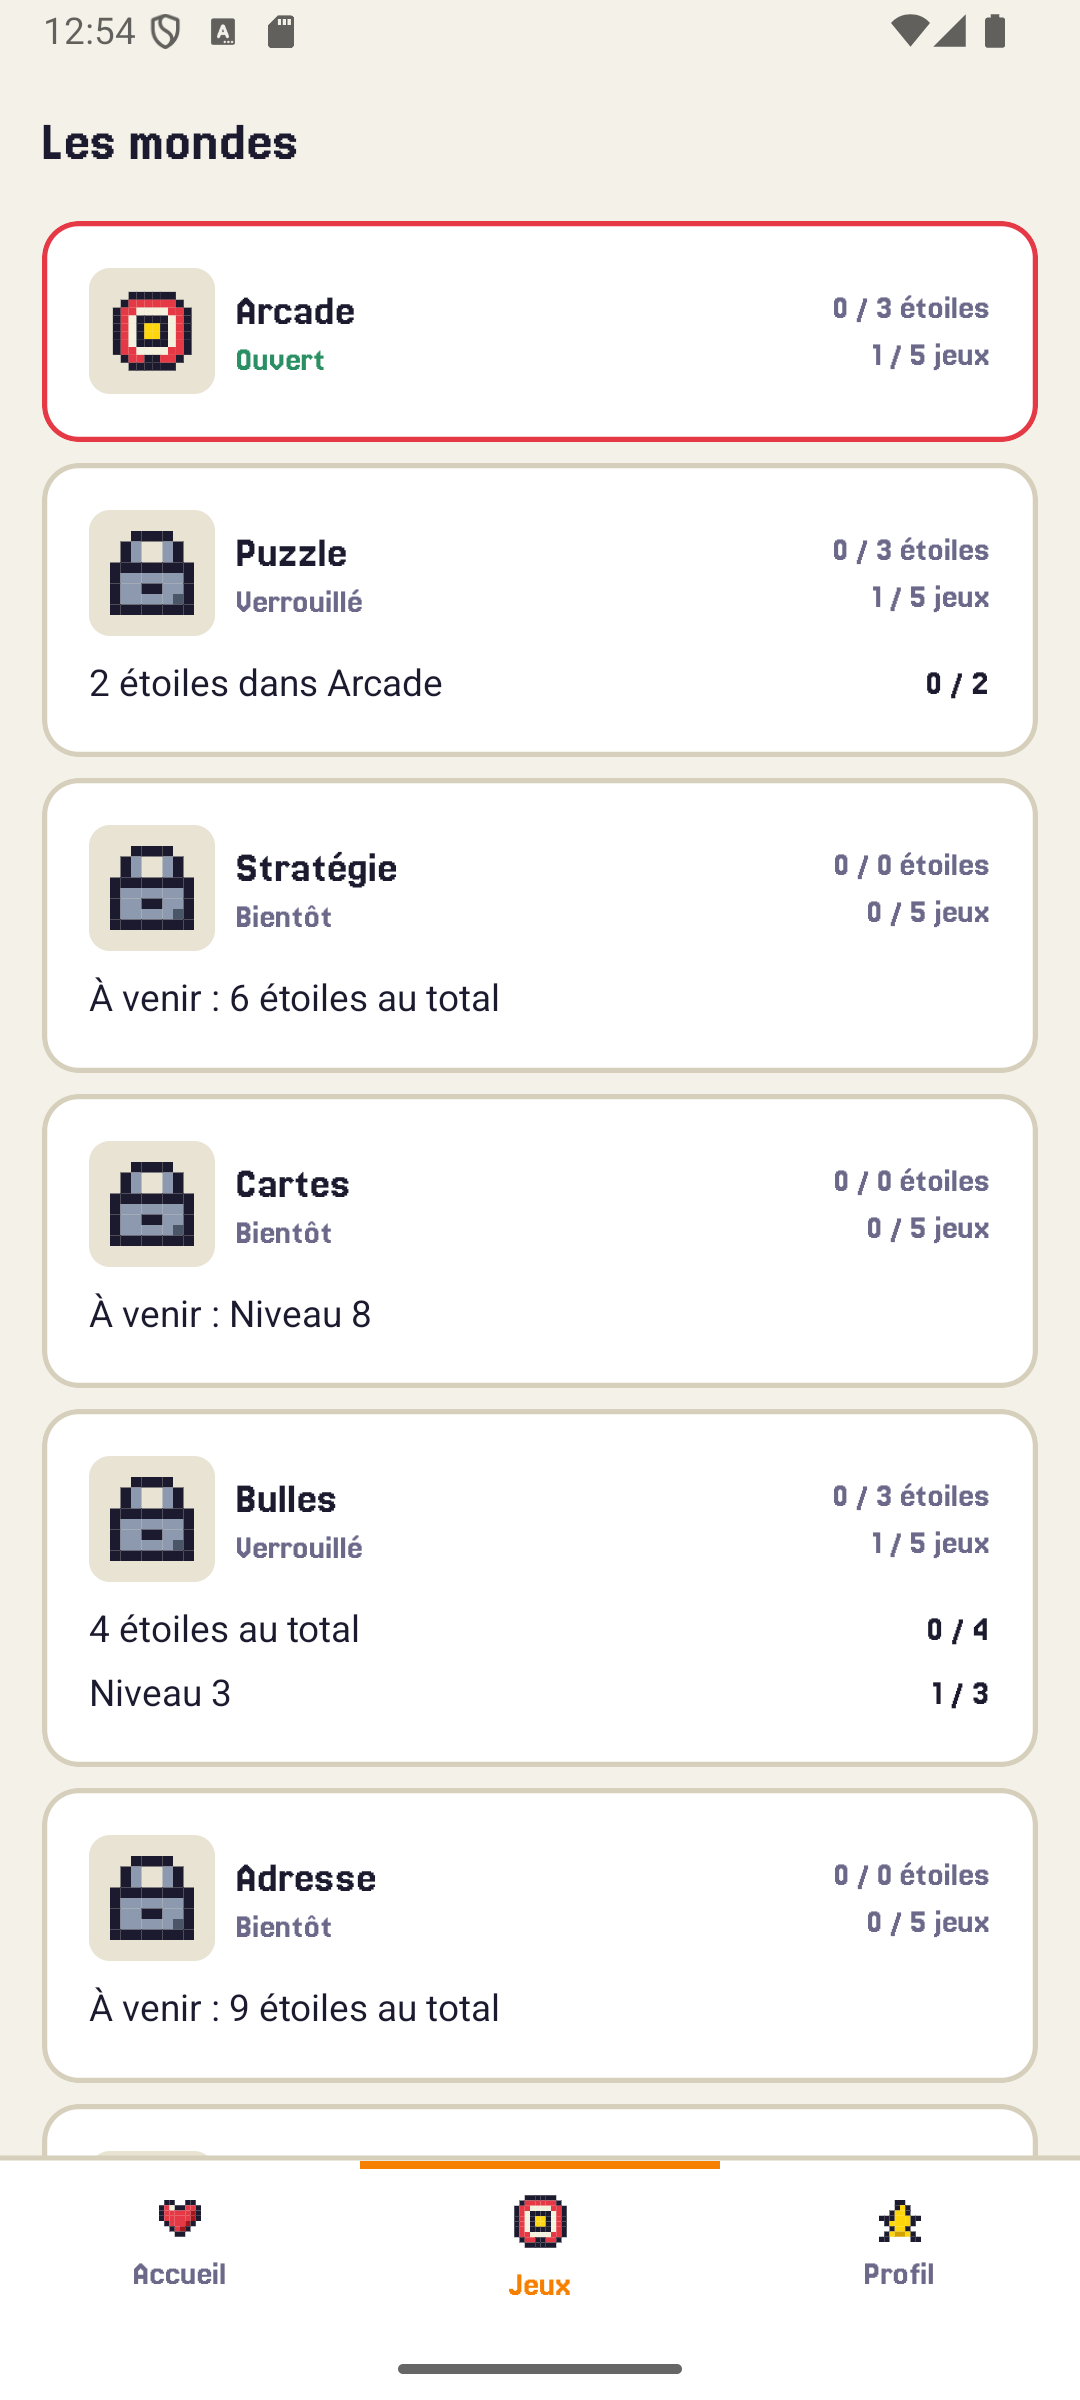 12:54
Les mondes
Arcade
Ouvert
0 / 3 étoiles
1 / 5 jeux
Puzzle
Verrouillé
0 / 3 étoiles
1 / 5 jeux
2 étoiles dans Arcade
0 / 2
Stratégie
Bientôt
0 / 0 étoiles
0 / 5 jeux
À venir : 6 étoiles au total
Cartes
Bientôt
0 / 0 étoiles
0 / 5 jeux
À venir : Niveau 8
Bulles
Verrouillé
0 / 3 étoiles
1 / 5 jeux
4 étoiles au total
0 / 4
Niveau 3
1 / 3
Adresse
Bientôt
0 / 0 étoiles
0 / 5 jeux
À venir : 9 étoiles au total
Accueil
Jeux
Profil